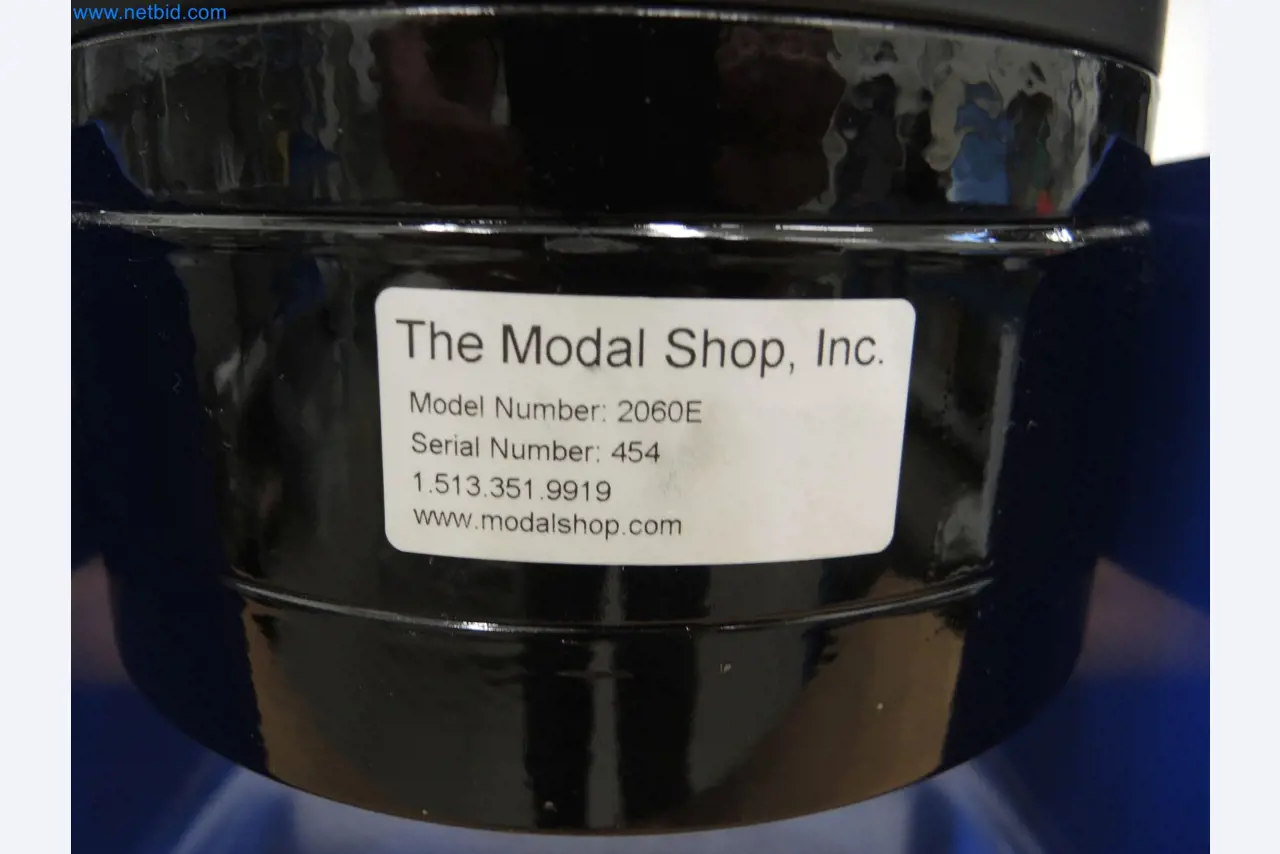 www.netbid.com
The Modal Shop, Inc.
Model Number: 2060E
Serial Number: 454
1.513.351.9919
www.modalshop.com